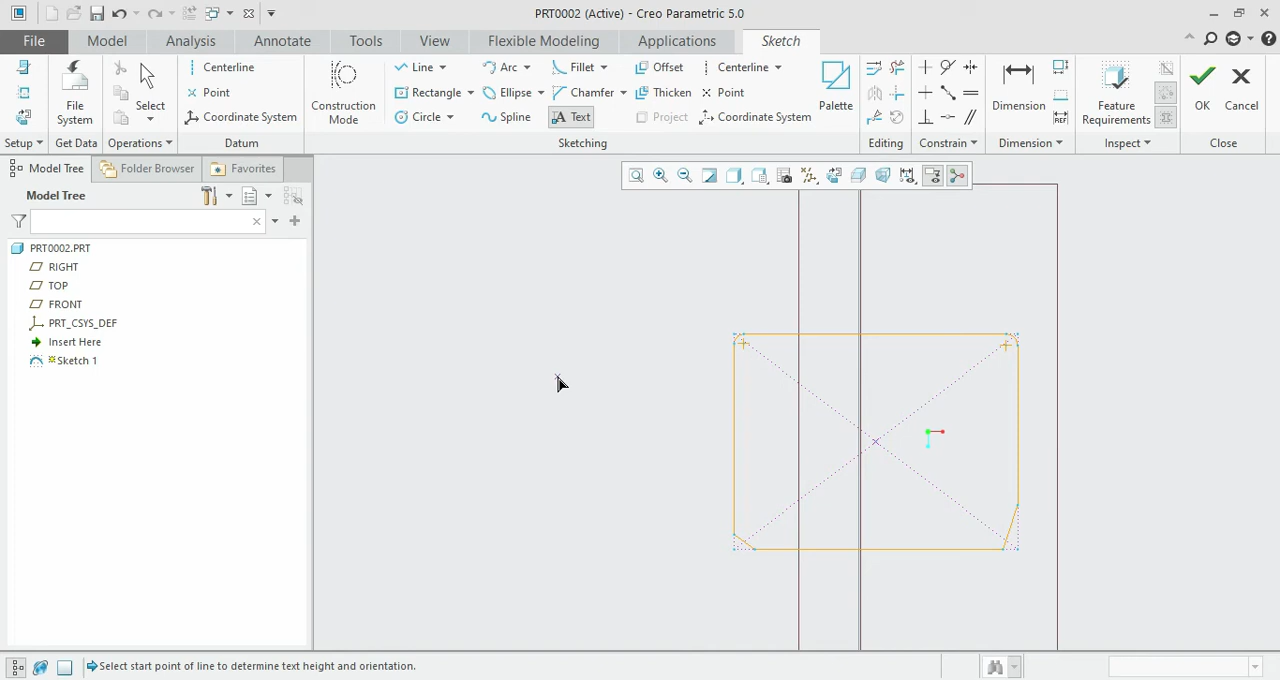 PRT0002 (Active) - Creo Parametric 5.0
File Model Analysis Annotate Tools View Flexible Modeling Applications Sketch
Centerline Line Arc Fillet Offset Centerline
Point Rectangle Ellipse Chamfer Thicken Point
Coordinate System Circle Spline Text Project Coordinate System
File System
Select
Construction Mode
Palette
Dimension
REF
Feature Requirements
OK
Cancel
Setup Get Data Operations Datum Sketching Editing Constrain Dimension Inspect Close
Model Tree Folder Browser Favorites
Model Tree
PRT0002.PRT
RIGHT
TOP
FRONT
PRT_CSYS_DEF
Insert Here
Sketch 1
Select start point of line to determine text height and orientation.